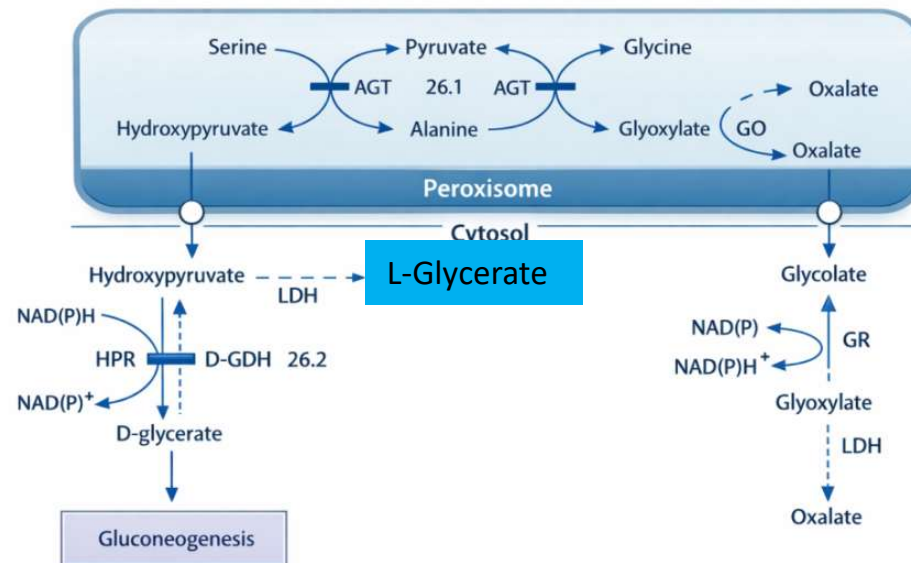 Serine Pyruvate Glycine
AGT 26.1 AGT
Oxalate
Hydroxypyruvate Alanine Glyoxylate GO
Oxalate
Peroxisome
Cytosol
Hydroxypyruvate L-Glycerate Glycolate
LDH
NAD(P)H NAD(P) GR
HPR D-GDH 26.2 NAD(P)H+
NAD(P)+ Glyoxylate
D-glycerate LDH
Oxalate
Gluconeogenesis